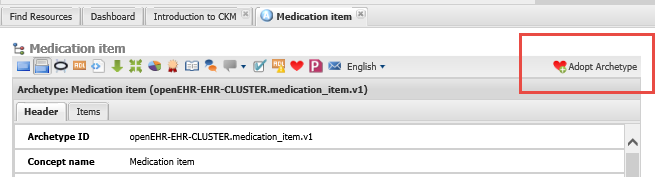 Find Resources Dashboard Introduction to CKM Medication item
Medication item
ADL English Adopt Archetype
Archetype: Medication item (openEHR-EHR-CLUSTER.medication_item.v1)
Header Items
Archetype ID openEHR-EHR-CLUSTER.medication_item.v1
Concept name Medication item